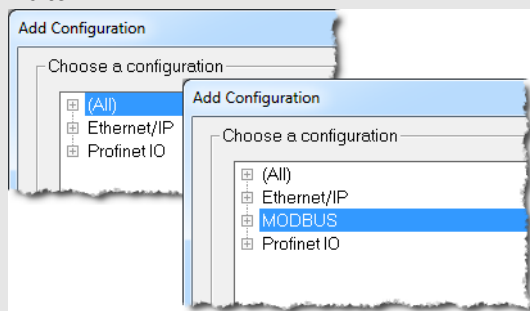 Add Configuration
Choose a configuration
(All)
Ethernet/IP
Profinet IO
Add Configuration
Choose a configuration
(All)
Ethernet/IP
MODBUS
Profinet IO